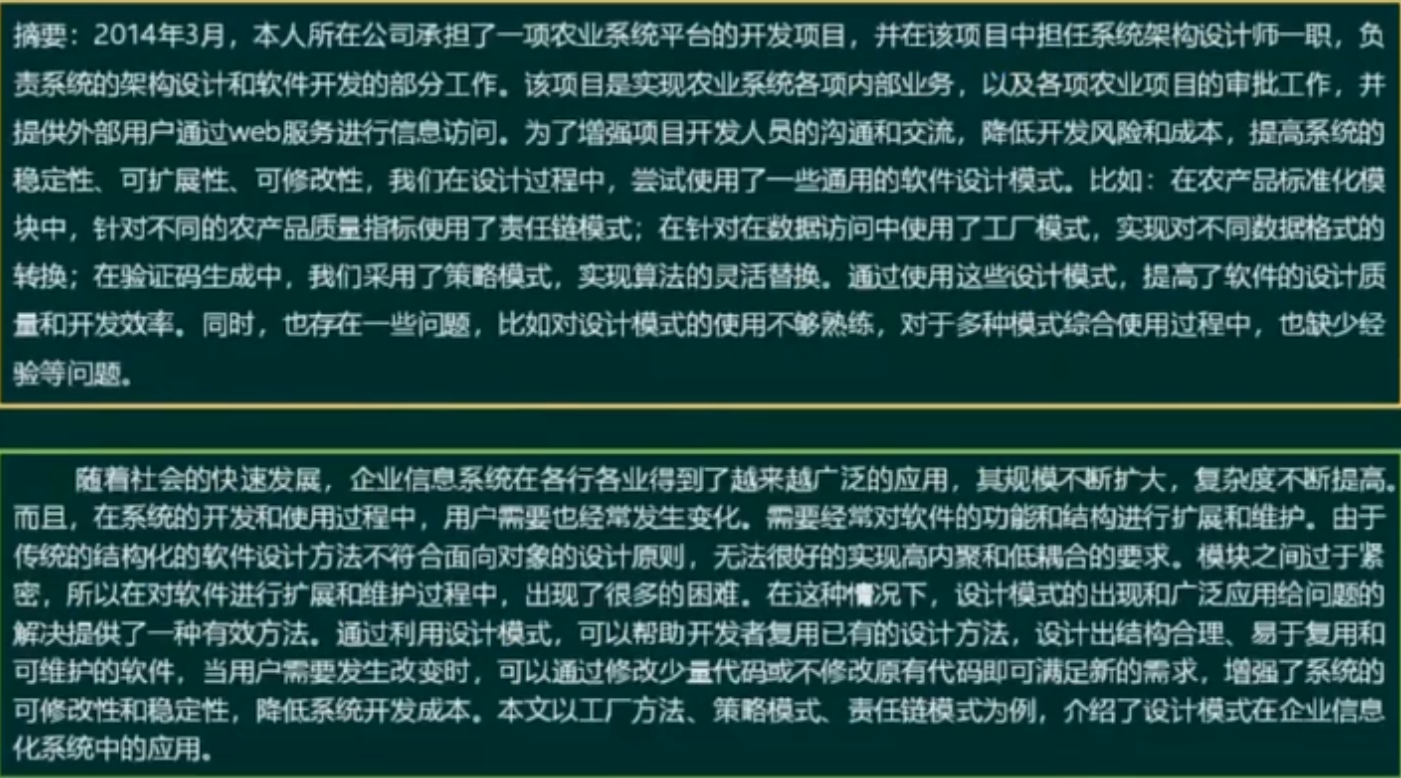 摘要：2014年3月，本人所在公司承担了一项农业系统平台的开发项目，并在该项目中担任系统架构设计师一职，负
责系统的架构设计和软件开发的部分工作。该项目是实现农业系统各项内部业务，以及各项农业项目的审批工作，并
提供外部用户通过web服务进行信息访问。为了增强项目开发人员的沟通和交流，降低开发风险和成本，提高系统的
稳定性、可扩展性、可修改性，我们在设计过程中，尝试使用了一些通用的软件设计模式。比如：在农产品标准化模
块中，针对不同的农产品质量指标使用了责任链模式；在针对在数据访问中使用了工厂模式，实现对不同数据格式的
转换；在验证码生成中，我们采用了策略模式，实现算法的灵活替换。通过使用这些设计模式，提高了软件的设计质
量和开发效率。同时，也存在一些问题，比如对设计模式的使用不够熟练，对于多种模式综合使用过程中，也缺少经
验等问题。
随着社会的快速发展，企业信息系统在各行各业得到了越来越广泛的应用，其规模不断扩大，复杂度不断提高。
而且，在系统的开发和使用过程中，用户需要也经常发生变化。需要经常对软件的功能和结构进行扩展和维护。由于
传统的结构化的软件设计方法不符合面向对象的设计原则，无法很好的实现高内聚和低耦合的要求。模块之间过于紧
密，所以在对软件进行扩展和维护过程中，出现了很多的困难。在这种情况下，设计模式的出现和广泛应用给问题的
解决提供了一种有效方法。通过利用设计模式，可以帮助开发者复用已有的设计方法，设计出结构合理、易于复用和
可维护的软件，当用户需要发生改变时，可以通过修改少量代码或不修改原有代码即可满足新的需求，增强了系统的
可修改性和稳定性，降低系统开发成本。本文以工厂方法、策略模式、责任链模式为例，介绍了设计模式在企业信息
化系统中的应用。